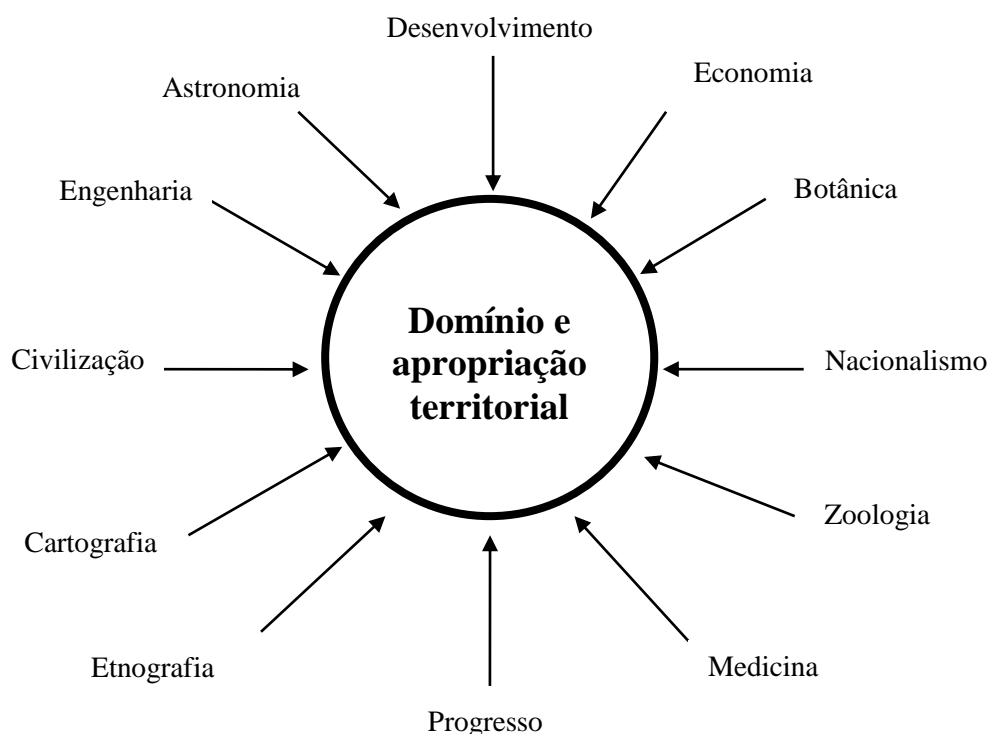 Desenvolvimento
Economia
Astronomia
Engenharia
Botânica
Domínio e
apropriação
territorial
Civilização
Nacionalismo
Zoologia
Cartografia
Etnografia
Medicina
Progresso